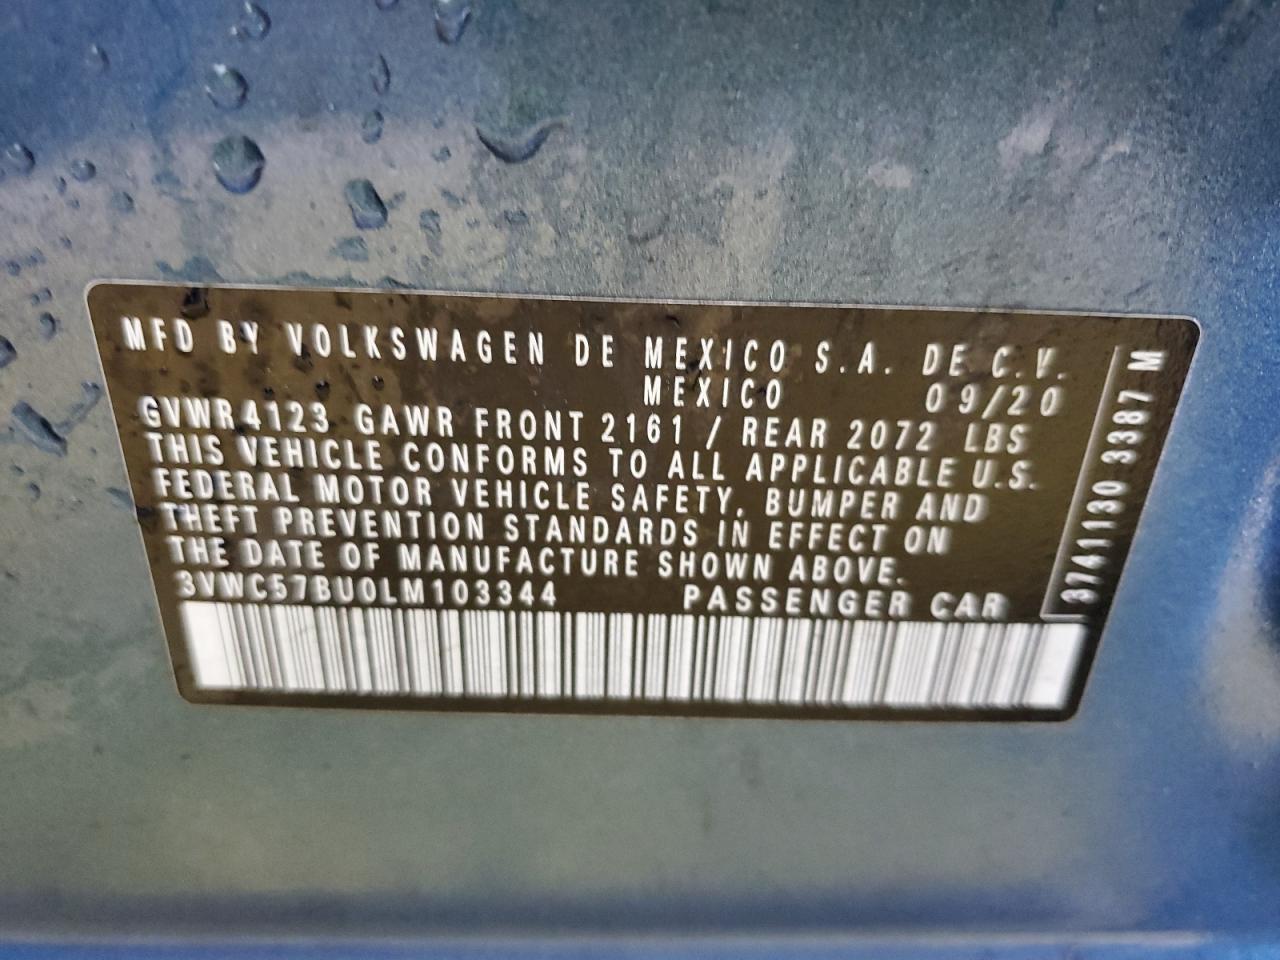 MFD BY VOLKSWAGEN DE MEXICO S.A. DE C.V.
MEXICO 09/20
GVWR 4123 GAWR FRONT 2161 / REAR 2072 LBS
THIS VEHICLE CONFORMS TO ALL APPLICABLE U.S.
FEDERAL MOTOR VEHICLE SAFETY, BUMPER AND
THEFT PREVENTION STANDARDS IN EFFECT ON
THE DATE OF MANUFACTURE SHOWN ABOVE.
3VWC57BU0LM103344 PASSENGER CAR
3741130 3387 M